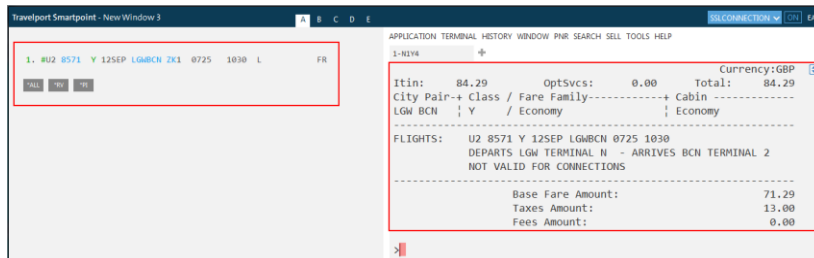 Travelport Smartpoint - New Window 3
A B C D E
SSLCONNECTION ON
APPLICATION TERMINAL HISTORY WINDOW PNR SEARCH SELL TOOLS HELP
1-N1Y4 +
1. #U2 8571 Y 12SEP LGWBCN ZK1 0725 1030 L FR
*ALL *RV *PI
Currency:GBP
Itin: 84.29 OptSvcs: 0.00 Total: 84.29
City Pair-+ Class / Fare Family------------+ Cabin -------------
LGW BCN ¦ Y / Economy ¦ Economy
----------------------------------------------------------------
FLIGHTS: U2 8571 Y 12SEP LGWBCN 0725 1030
DEPARTS LGW TERMINAL N - ARRIVES BCN TERMINAL 2
NOT VALID FOR CONNECTIONS
----------------------------------------------------------------
Base Fare Amount: 71.29
Taxes Amount: 13.00
Fees Amount: 0.00
>